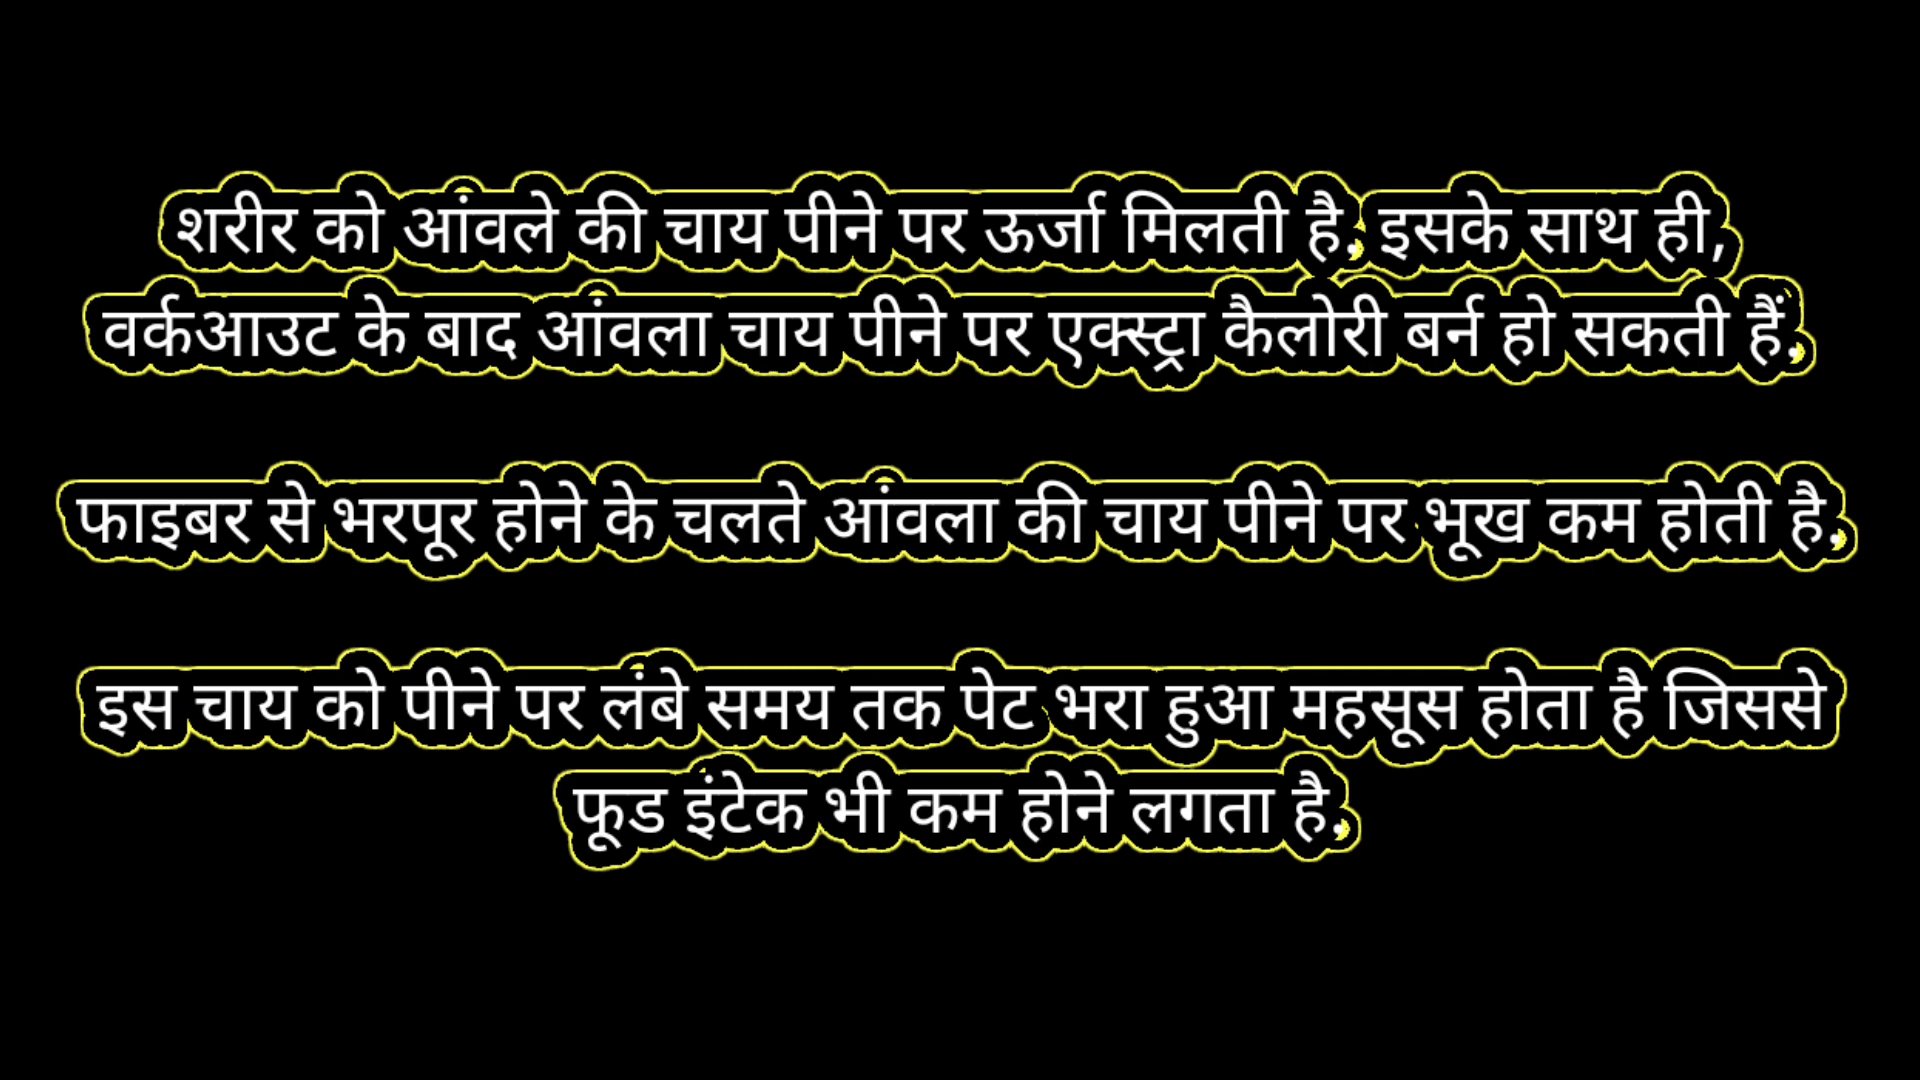 शरीर को आंवले की चाय पीने पर ऊर्जा मिलती है. इसके साथ ही,
वर्कआउट के बाद आंवला चाय पीने पर एक्स्ट्रा कैलोरी बर्न हो सकती हैं.
फाइबर से भरपूर होने के चलते आंवला की चाय पीने पर भूख कम होती है.
इस चाय को पीने पर लंबे समय तक पेट भरा हुआ महसूस होता है जिससे
फूड इंटेक भी कम होने लगता है.